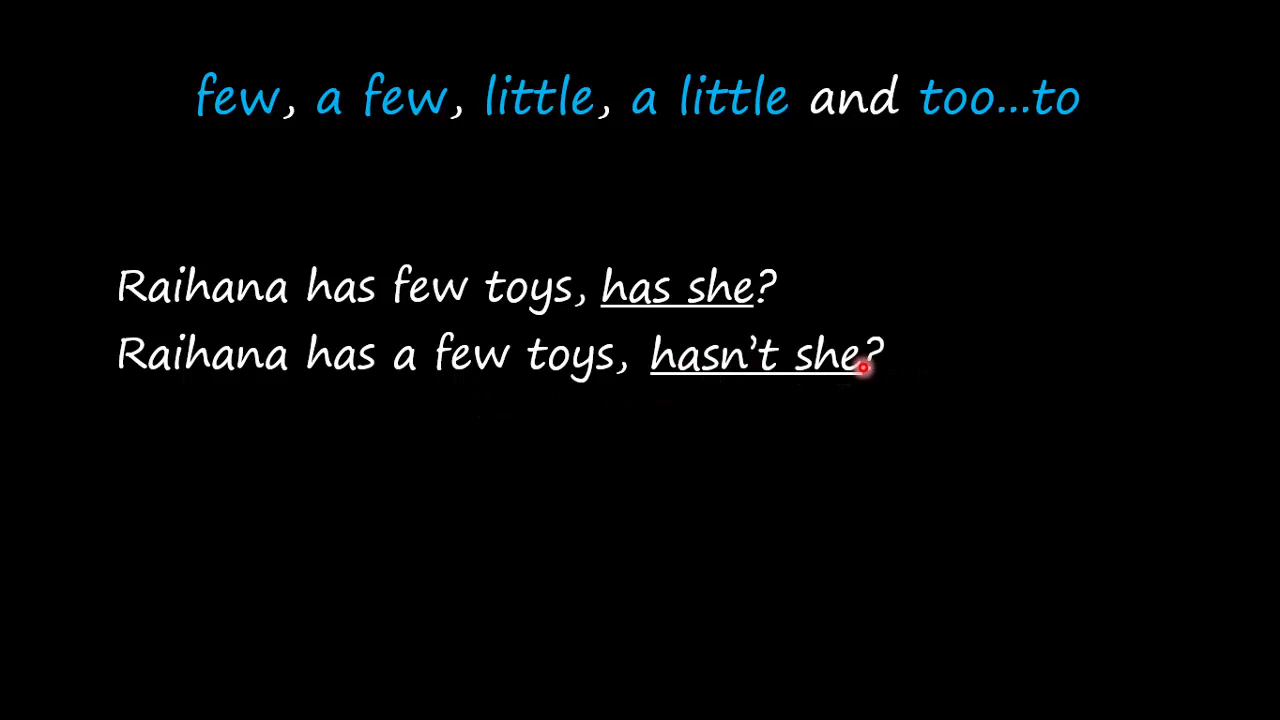 few, a few, little, a little and too...to
Raihana has few toys, has she?
Raihana has a few toys, hasn't she?